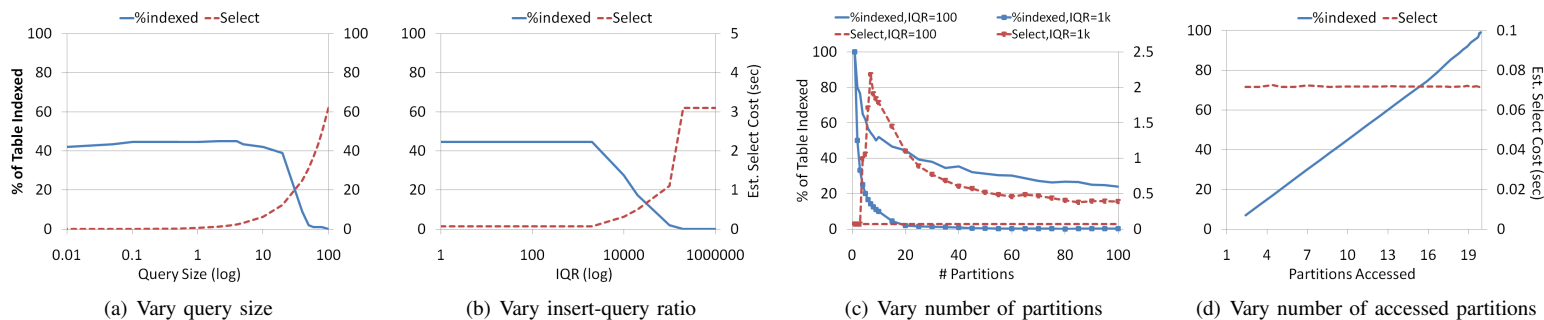 %indexed Select
100 100
80 80
60 60
40 40
20 20
0 0
0.01 0.1 1 10 100
% of Table Indexed
Query Size (log)
(a) Vary query size
%indexed Select
100 5
80 4
60 3
40 2
20 1
0 0
1 100 10000 1000000
Est. Select Cost (sec)
IQR (log)
(b) Vary insert-query ratio
%indexed,IQR=100 %indexed,IQR=1k
Select,IQR=100 Select,IQR=1k
100 2.5
80 2
60 1.5
40 1
20 0.5
0 0
0 20 40 60 80 100
% of Table Indexed
# Partitions
(c) Vary number of partitions
%indexed Select
100 0.1
80 0.08
60 0.06
40 0.04
20 0.02
0 0
1 4 7 10 13 16 19
Est. Select Cost (sec)
Partitions Accessed
(d) Vary number of accessed partitions